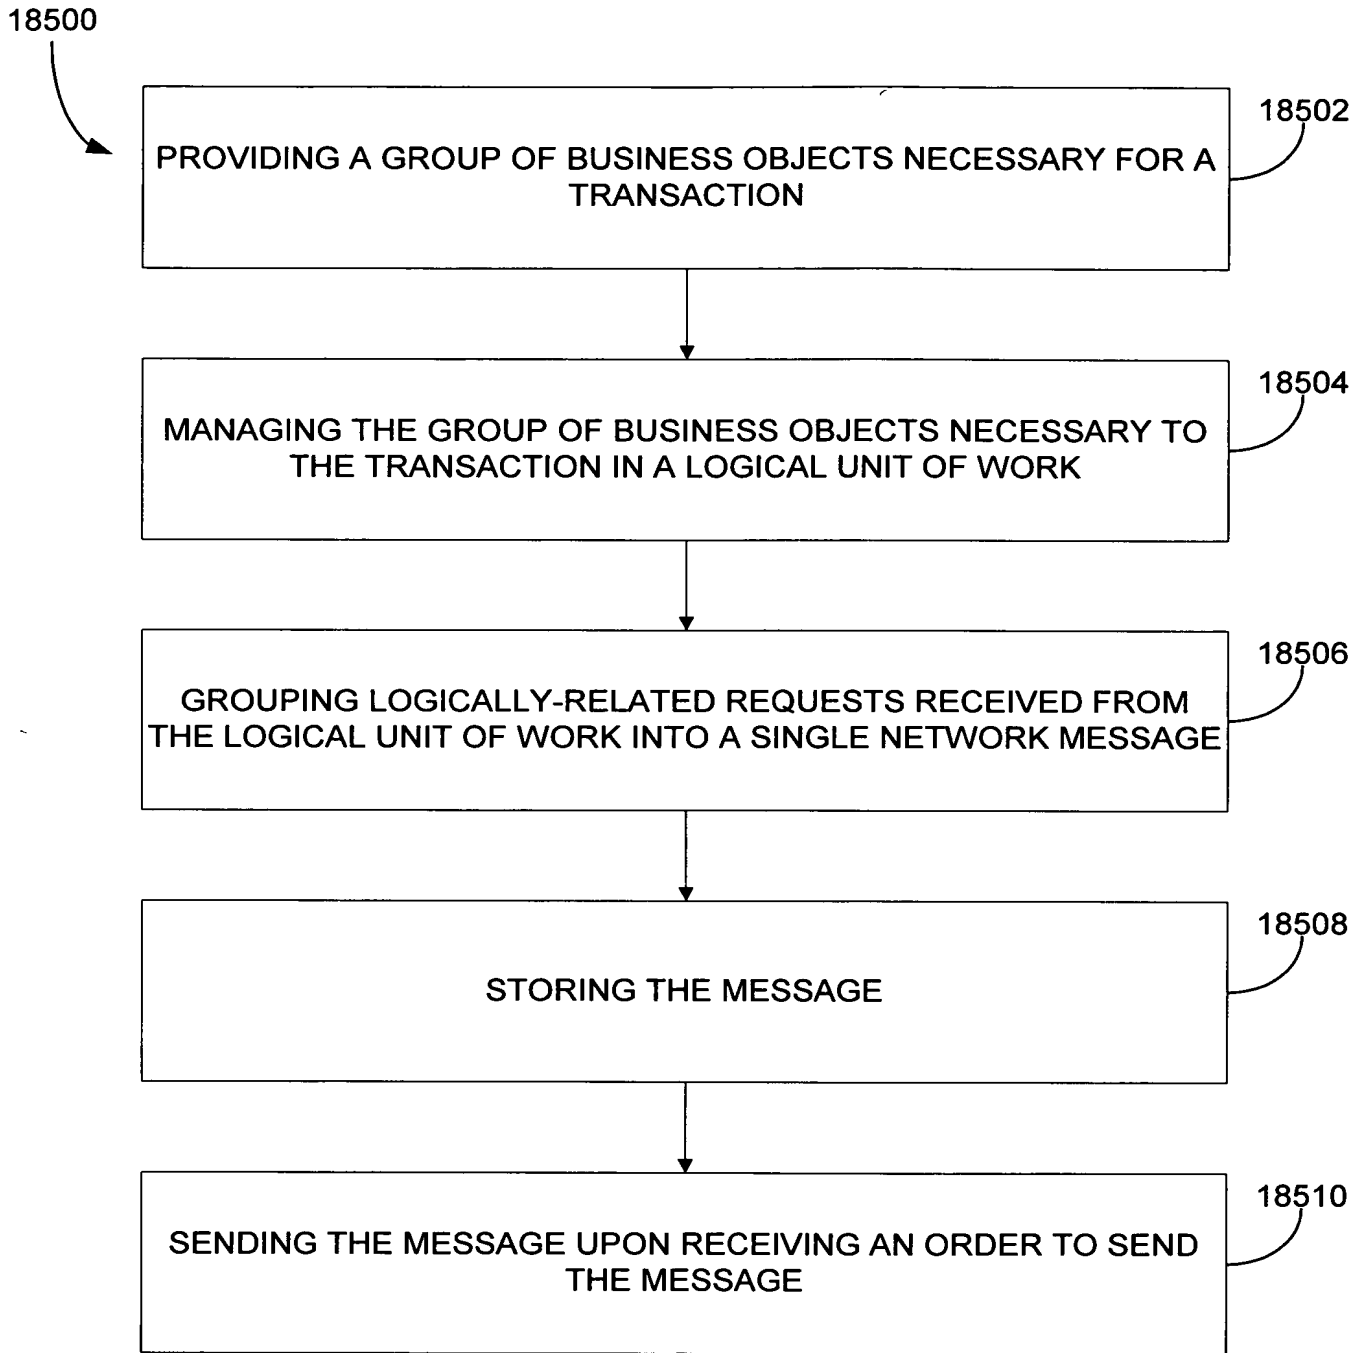 18500
18502
PROVIDING A GROUP OF BUSINESS OBJECTS NECESSARY FOR A
TRANSACTION
18504
MANAGING THE GROUP OF BUSINESS OBJECTS NECESSARY TO
THE TRANSACTION IN A LOGICAL UNIT OF WORK
18506
GROUPING LOGICALLY-RELATED REQUESTS RECEIVED FROM
THE LOGICAL UNIT OF WORK INTO A SINGLE NETWORK MESSAGE
18508
STORING THE MESSAGE
18510
SENDING THE MESSAGE UPON RECEIVING AN ORDER TO SEND
THE MESSAGE